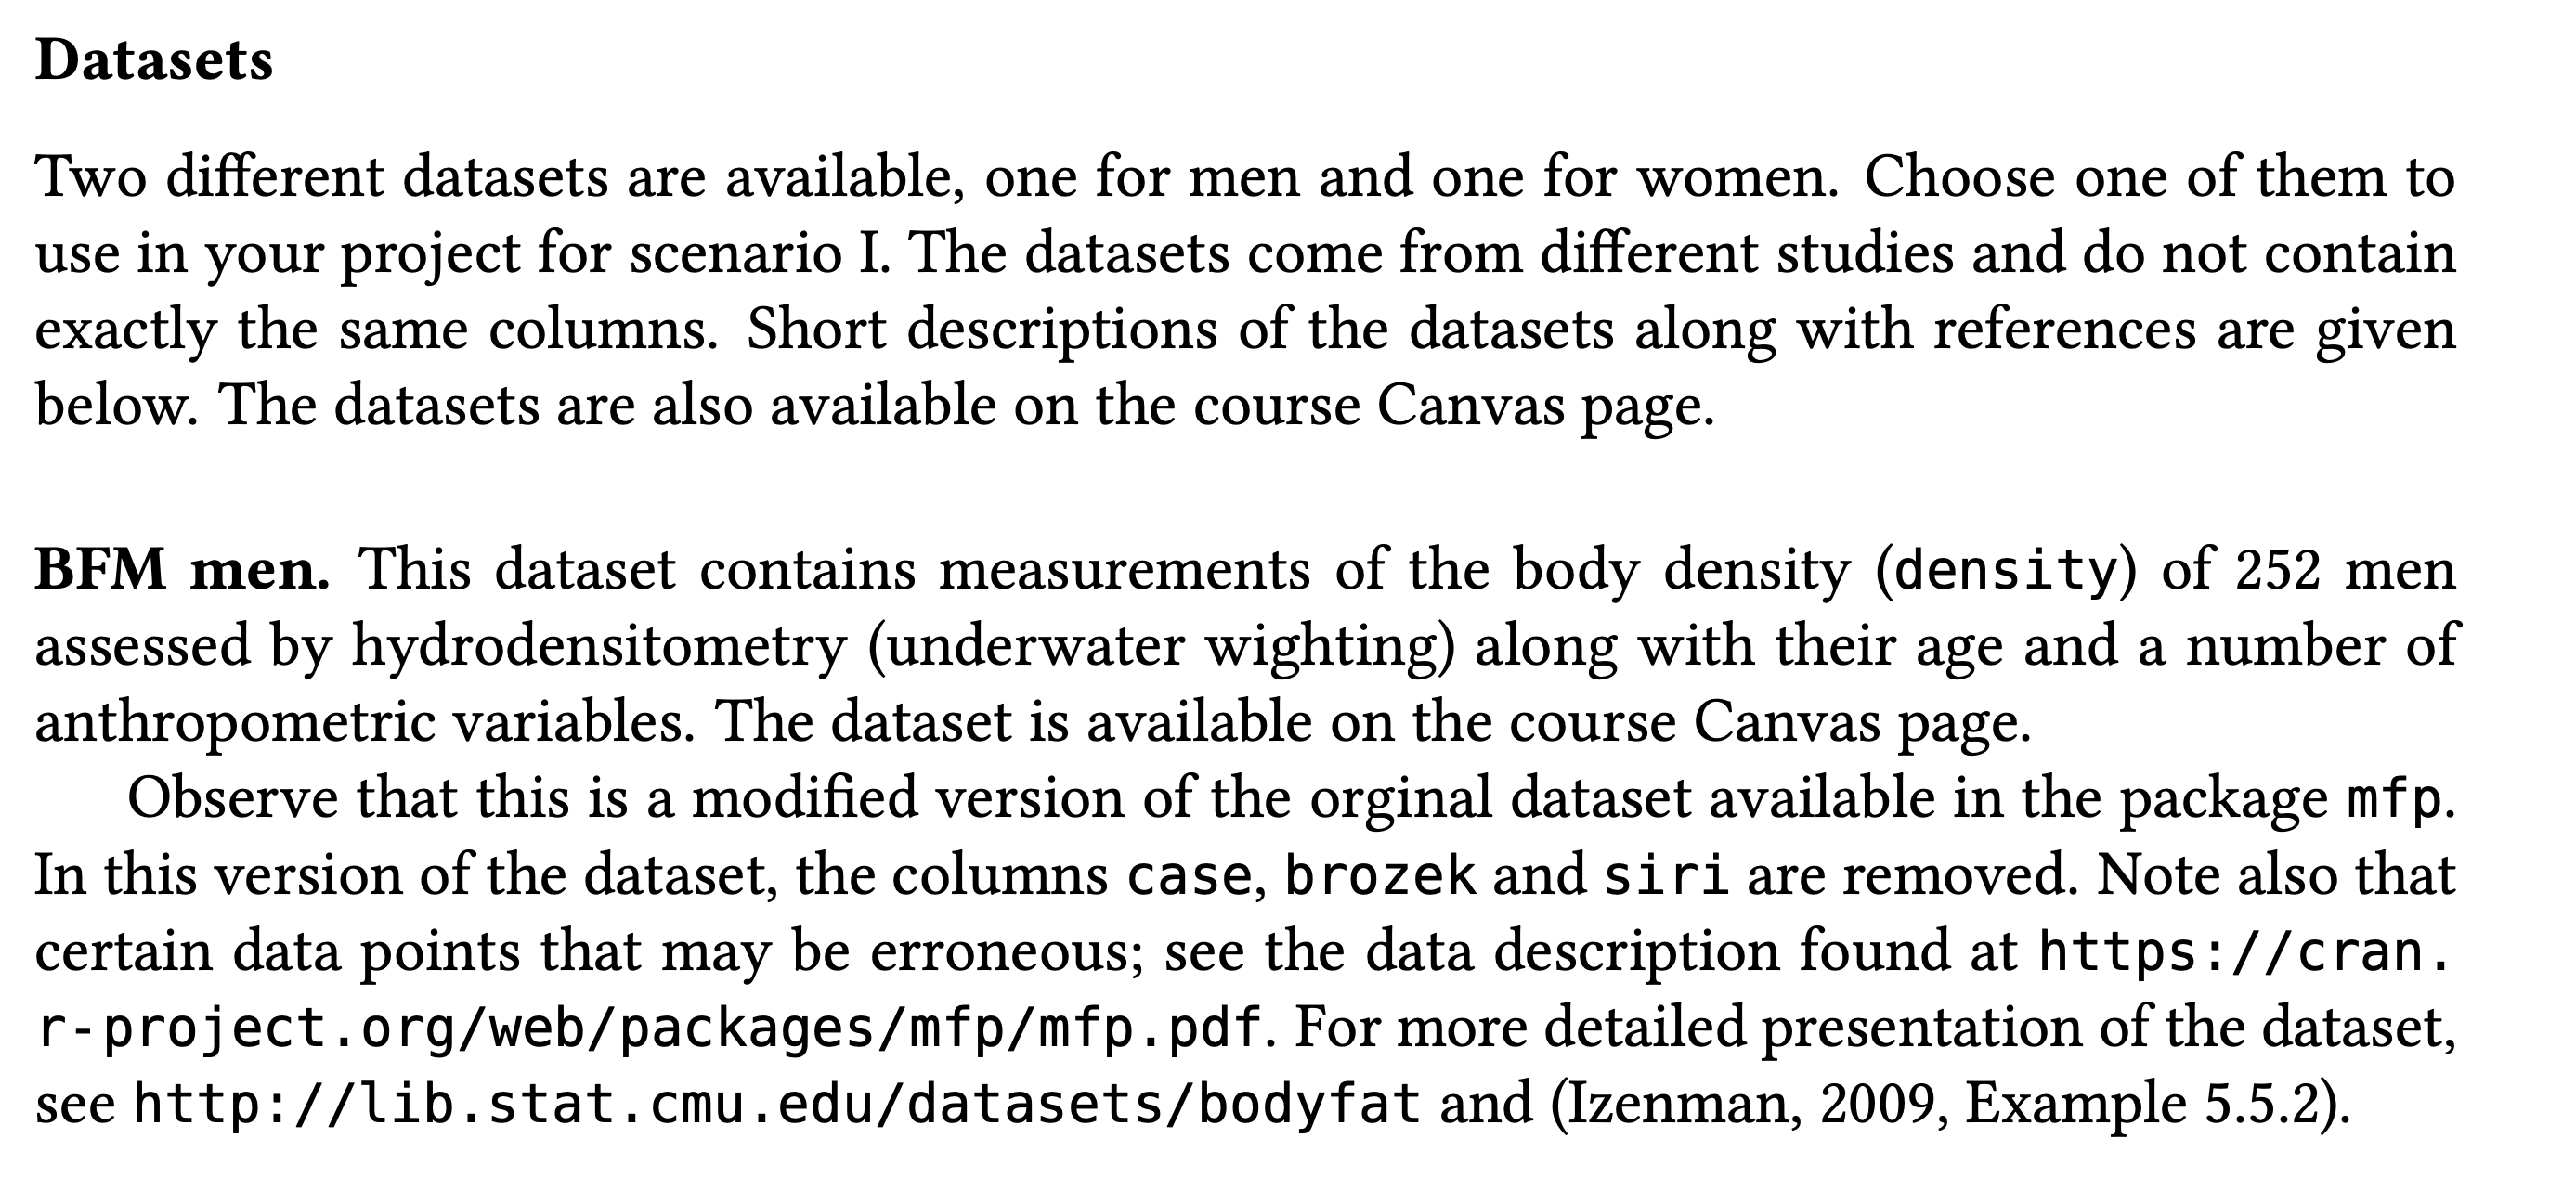 Datasets
Two different datasets are available, one for men and one for women. Choose one of them to
use in your project for scenario I. The datasets come from different studies and do not contain
exactly the same columns. Short descriptions of the datasets along with references are given
below. The datasets are also available on the course Canvas page.
BFM men. This dataset contains measurements of the body density (density) of 252 men
assessed by hydrodensitometry (underwater wighting) along with their age and a number of
anthropometric variables. The dataset is available on the course Canvas page.
Observe that this is a modified version of the orginal dataset available in the package mfp.
In this version of the dataset, the columns case, brozek and siri are removed. Note also that
certain data points that may be erroneous; see the data description found at https://cran.
r-project.org/web/packages/mfp/mfp.pdf. For more detailed presentation of the dataset,
see http://lib.stat.cmu.edu/datasets/bodyfat and (Izenman, 2009, Example 5.5.2).